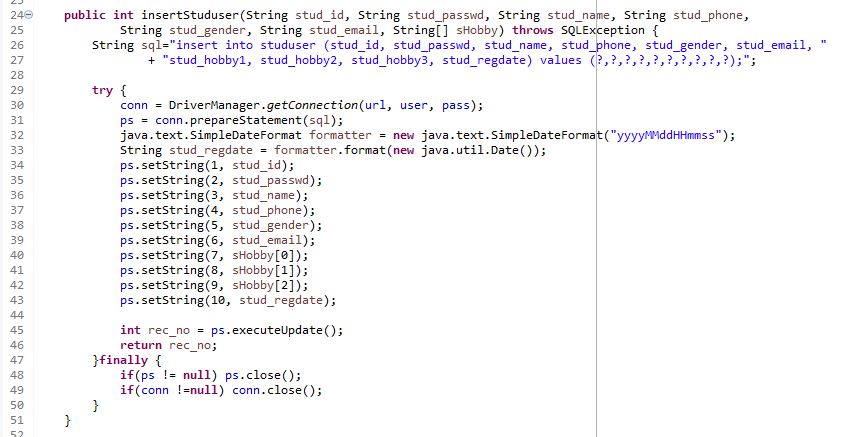 24 public int insertStuduser(String stud_id, String stud_passwd, String stud_name, String stud_phone,
25 String stud_gender, String stud_email, String[] sHobby) throws SQLException {
26 String sql="insert into studuser (stud_id, stud_passwd, stud_name, stud_phone, stud_gender, stud_email, "
27 + "stud_hobby1, stud_hobby2, stud_hobby3, stud_regdate) values (?,?,?,?,?,?,?,?,?,?);";
28
29 try {
30 conn = DriverManager.getConnection(url, user, pass);
31 ps = conn.prepareStatement(sql);
32 java.text.SimpleDateFormat formatter = new java.text.SimpleDateFormat("yyyyMMddHHmmss");
33 String stud_regdate = formatter.format(new java.util.Date());
34 ps.setString(1, stud_id);
35 ps.setString(2, stud_passwd);
36 ps.setString(3, stud_name);
37 ps.setString(4, stud_phone);
38 ps.setString(5, stud_gender);
39 ps.setString(6, stud_email);
40 ps.setString(7, sHobby[0]);
41 ps.setString(8, sHobby[1]);
42 ps.setString(9, sHobby[2]);
43 ps.setString(10, stud_regdate);
44
45 int rec_no = ps.executeUpdate();
46 return rec_no;
47 }finally {
48 if(ps != null) ps.close();
49 if(conn !=null) conn.close();
50 }
51 }